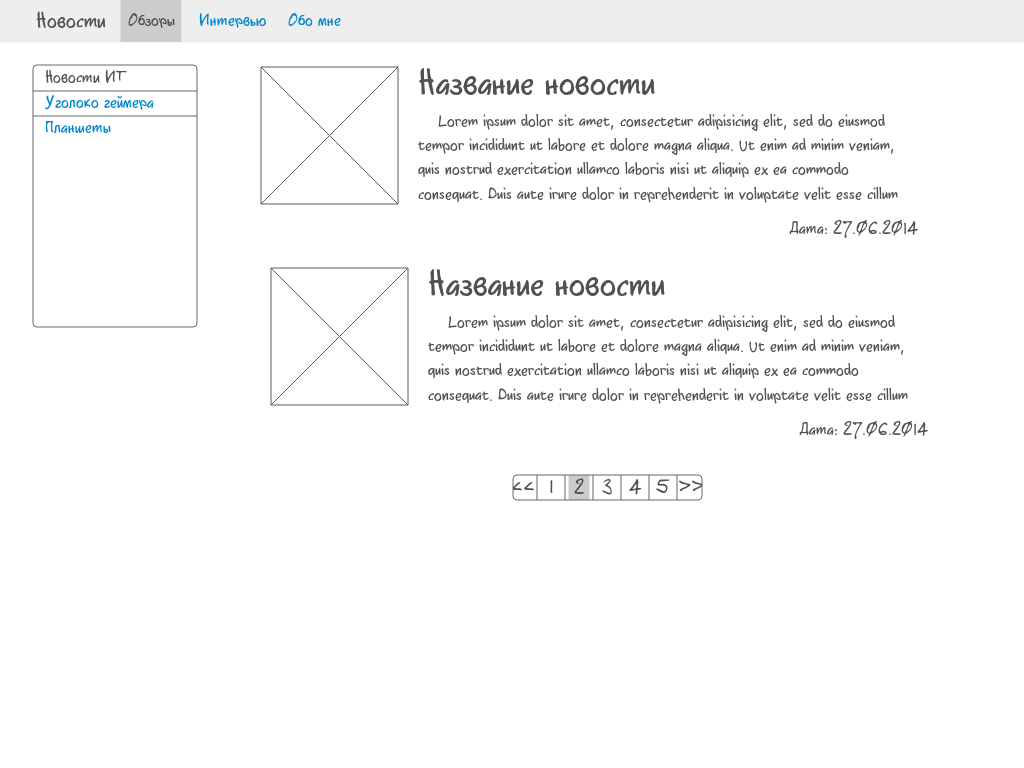 Новости Обзоры Интервью Обо мне
Новости ИТ
Уголоко геймера
Планшеты
Название новости
Lorem ipsum dolor sit amet, consectetur adipisicing elit, sed do eiusmod
tempor incididunt ut labore et dolore magna aliqua. Ut enim ad minim veniam,
quis nostrud exercitation ullamco laboris nisi ut aliquip ex ea commodo
consequat. Duis aute irure dolor in reprehenderit in voluptate velit esse cillum
Дата: 27.06.2014
Название новости
Lorem ipsum dolor sit amet, consectetur adipisicing elit, sed do eiusmod
tempor incididunt ut labore et dolore magna aliqua. Ut enim ad minim veniam,
quis nostrud exercitation ullamco laboris nisi ut aliquip ex ea commodo
consequat. Duis aute irure dolor in reprehenderit in voluptate velit esse cillum
Дата: 27.06.2014
<< 1 2 3 4 5 >>